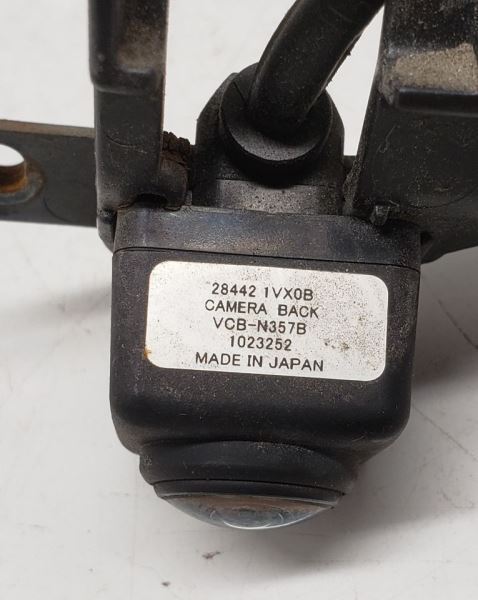 28442 1VX0B
CAMERA BACK
VCB-N357B
1023252
MADE IN JAPAN